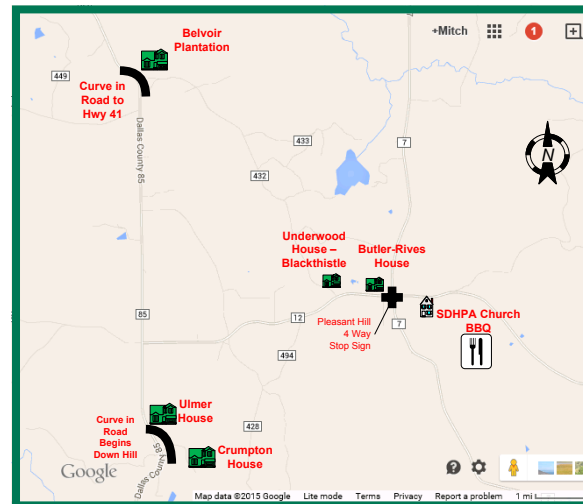 +Mitch
1
Belvoir
Plantation
449
Curve in
Road to
Hwy 41
Dallas County 85
433
7
432
N
Underwood
House –
Blackthistle
Butler-Rives
House
85
12
Pleasant Hill
4 Way
Stop Sign
7
SDHPA Church
BBQ
494
Ulmer
House
Curve in
Road
Begins
Down Hill
428
Crumpton
House
Dallas County 85
Google
Map data ©2015 Google
Lite mode
Terms
Privacy
Report a problem
1 mi